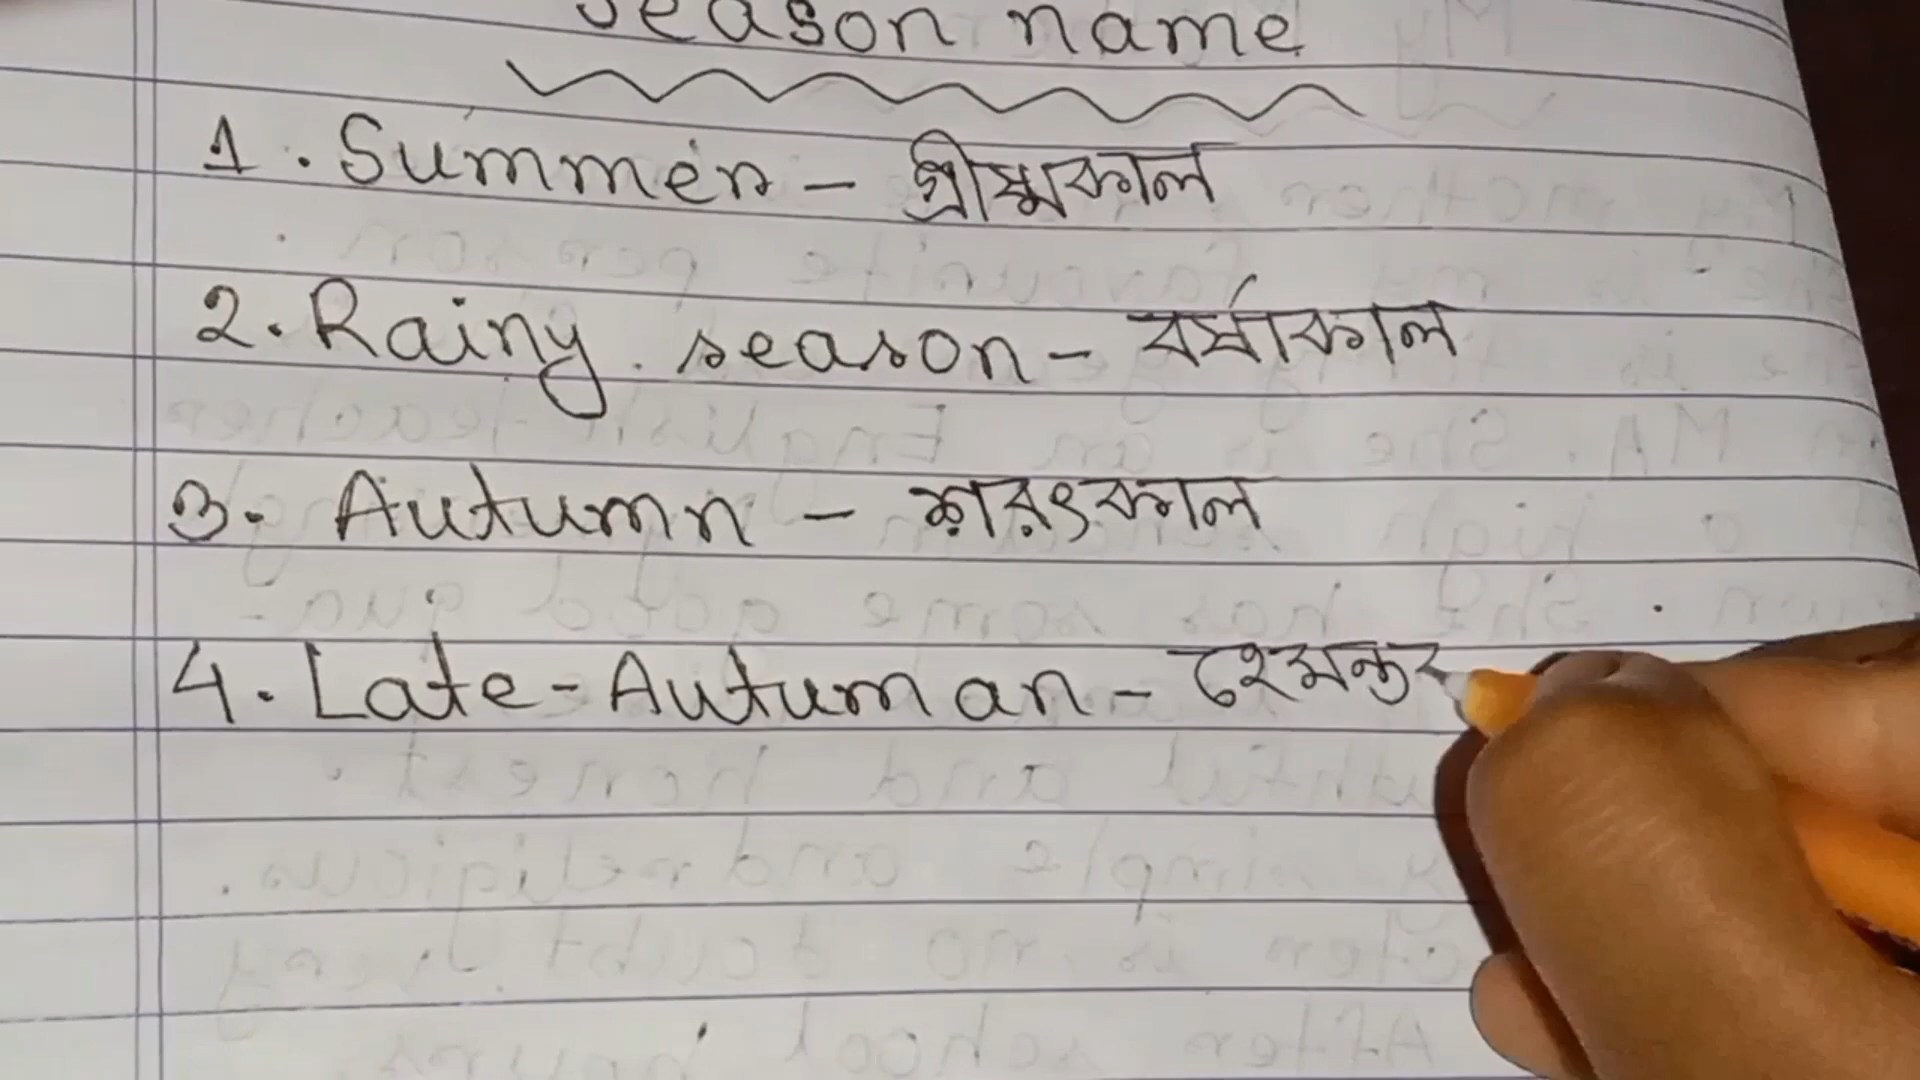 Season name
1. Summer - গ্রীষ্মকাল
2. Rainy season - বর্ষাকাল
3. Autumn - শরৎকাল
4. Late-Autuman - হেমন্ত